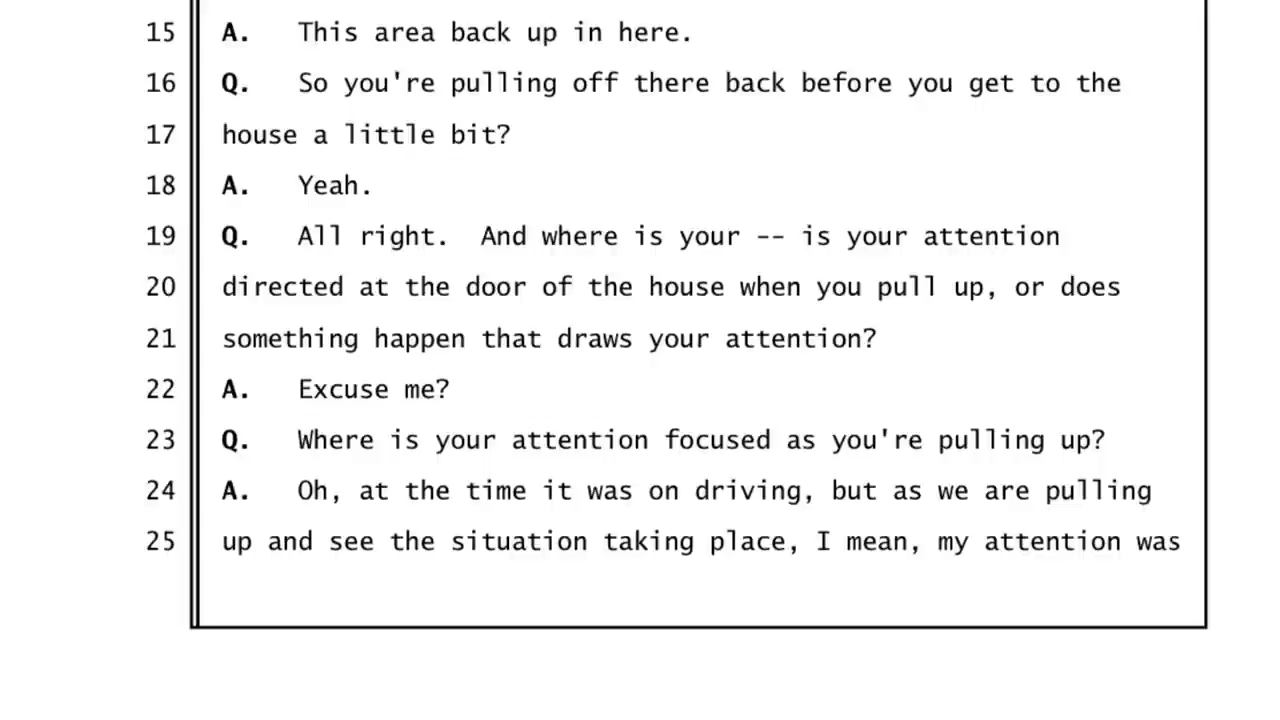 15 A. This area back up in here.
16 Q. So you're pulling off there back before you get to the
17 house a little bit?
18 A. Yeah.
19 Q. All right. And where is your -- is your attention
20 directed at the door of the house when you pull up, or does
21 something happen that draws your attention?
22 A. Excuse me?
23 Q. Where is your attention focused as you're pulling up?
24 A. Oh, at the time it was on driving, but as we are pulling
25 up and see the situation taking place, I mean, my attention was